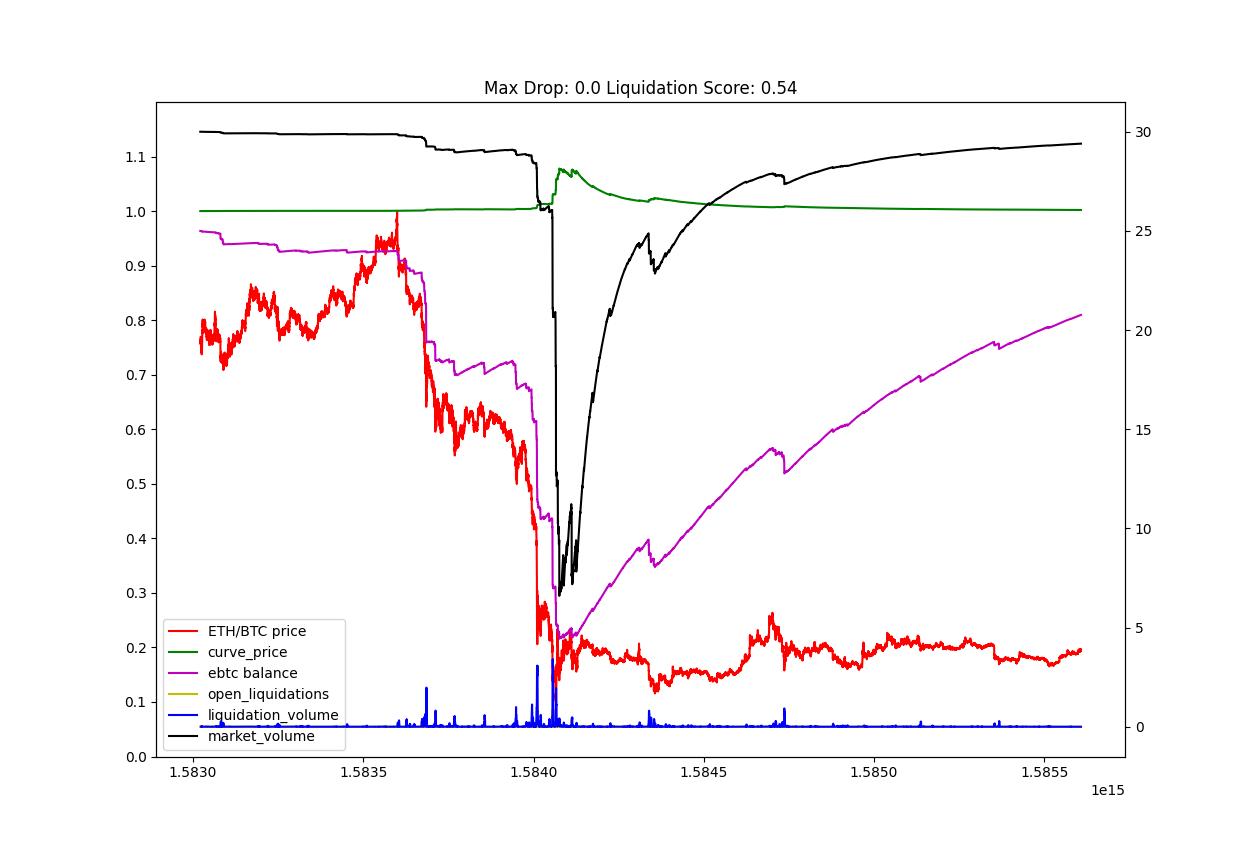 Max Drop: 0.0 Liquidation Score: 0.54
1.1
1.0
0.9
0.8
0.7
0.6
0.5
0.4
0.3
0.2
0.1
0.0
30
25
20
15
10
5
0
ETH/BTC price
curve_price
ebtc balance
open_liquidations
liquidation_volume
market_volume
1.5830 1.5835 1.5840 1.5845 1.5850 1.5855
1e15